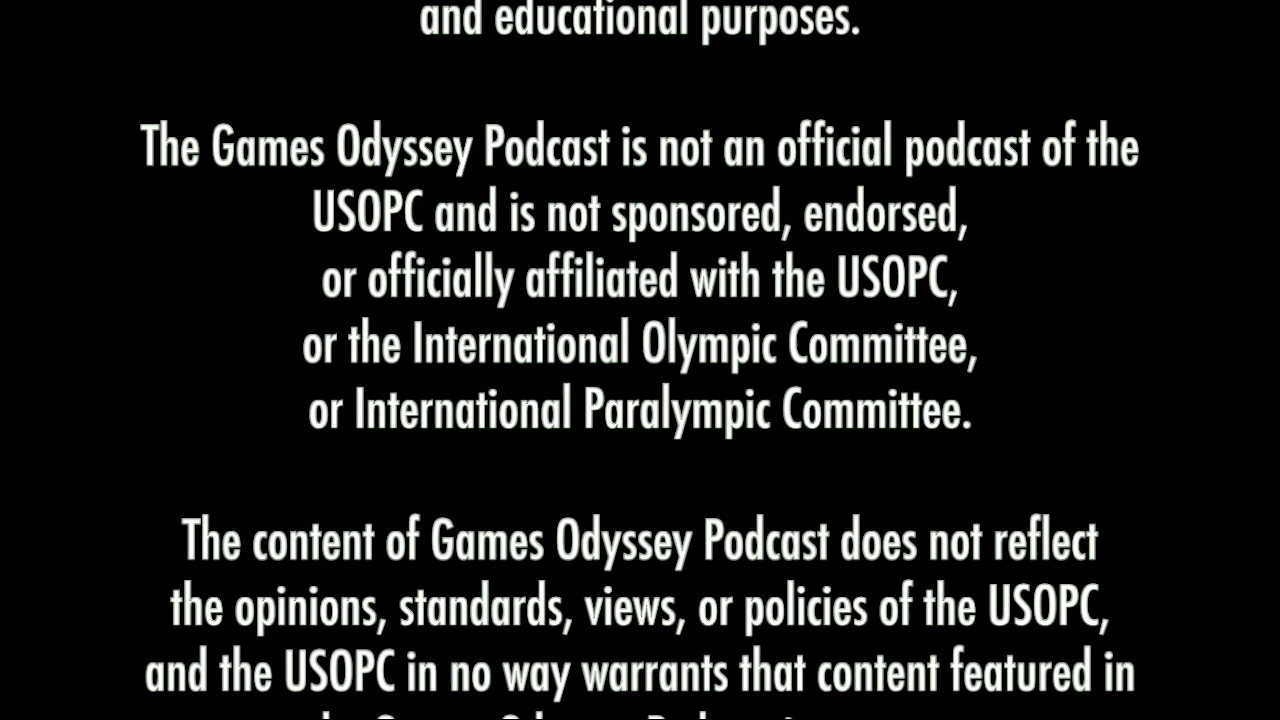 and educational purposes.
The Games Odyssey Podcast is not an official podcast of the
USOPC and is not sponsored, endorsed,
or officially affiliated with the USOPC,
or the International Olympic Committee,
or International Paralympic Committee.
The content of Games Odyssey Podcast does not reflect
the opinions, standards, views, or policies of the USOPC,
and the USOPC in no way warrants that content featured in